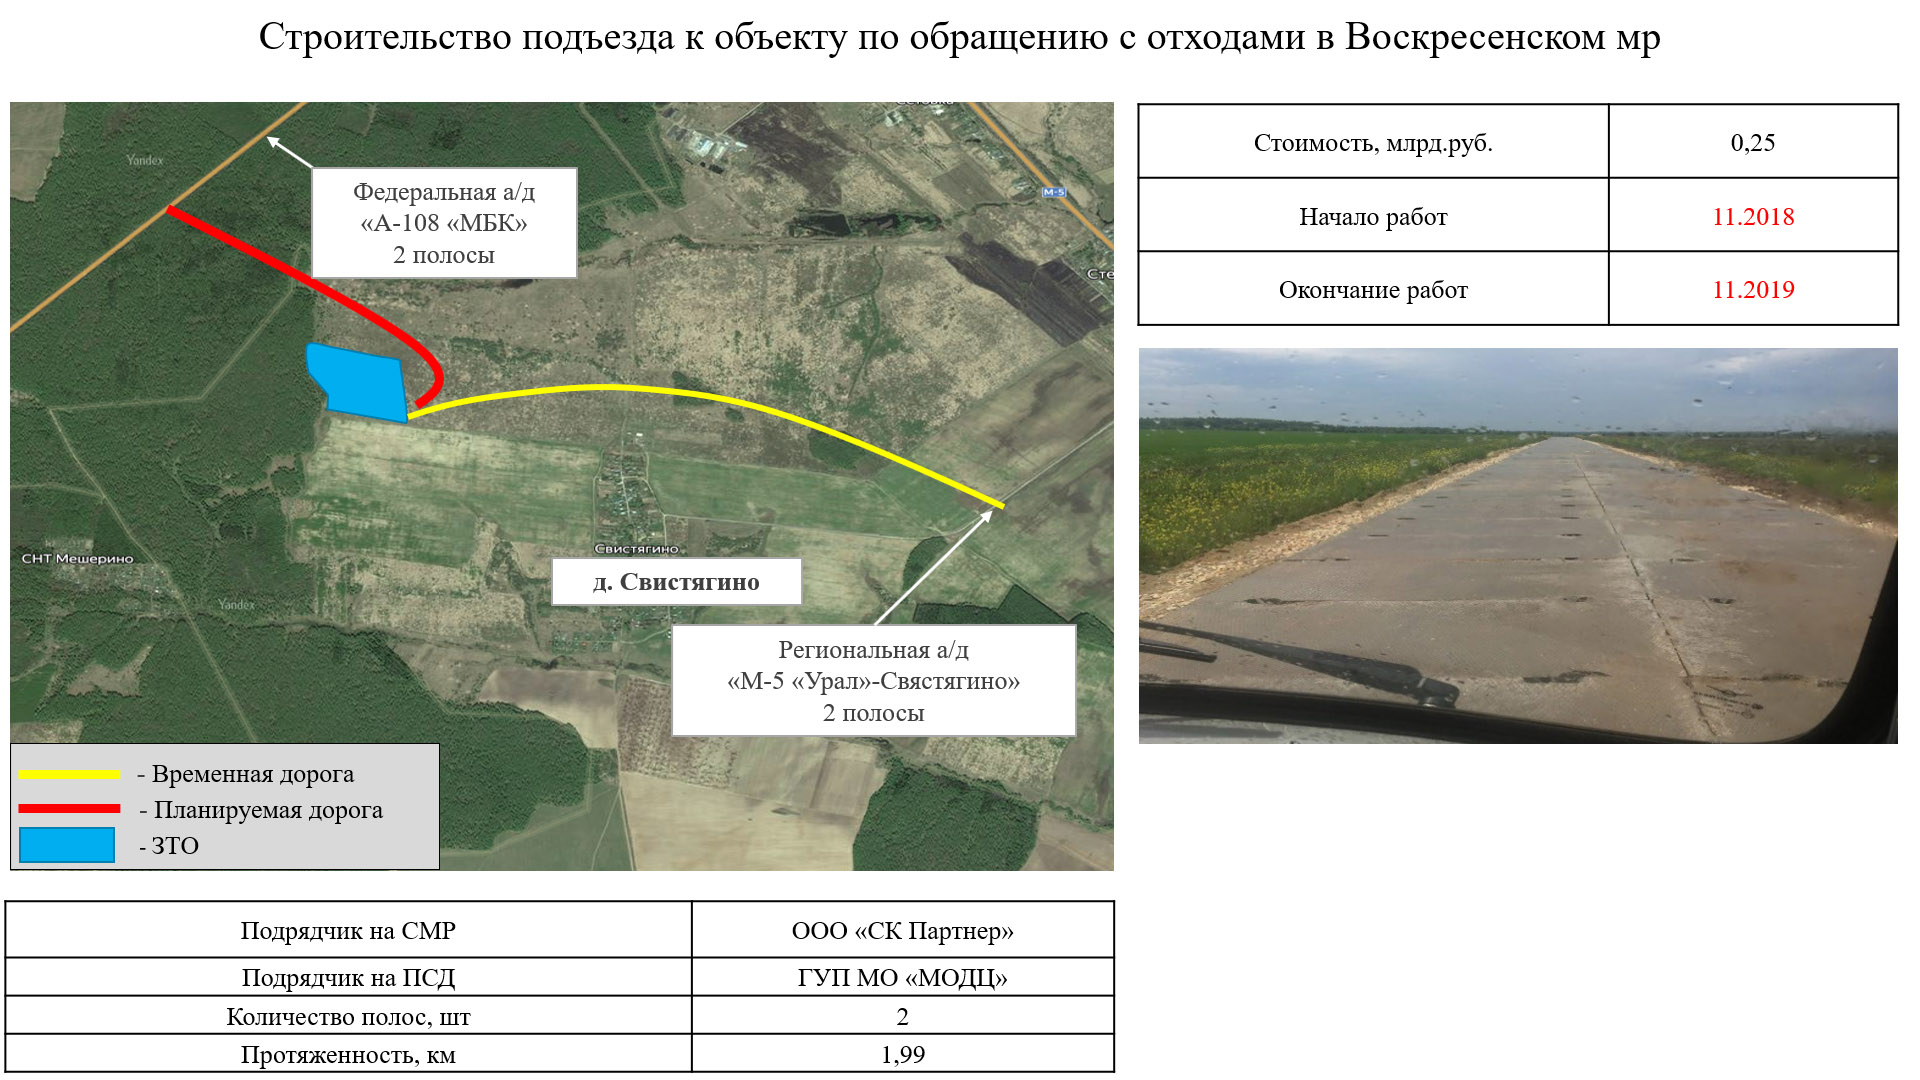 Строительство подъезда к объекту по обращению с отходами в Воскресенском мр
Yandex
М-5
Федеральная а/д
«А-108 «МБК»
2 полосы
Сте
СНТ Мещерино
Свистягино
д. Свистягино
Yandex
Региональная а/д
«М-5 «Урал»-Свястягино»
2 полосы
- Временная дорога
- Планируемая дорога
- ЗТО
Стоимость, млрд.руб. 0,25
Начало работ 11.2018
Окончание работ 11.2019
Подрядчик на СМР ООО «СК Партнер»
Подрядчик на ПСД ГУП МО «МОДЦ»
Количество полос, шт 2
Протяженность, км 1,99